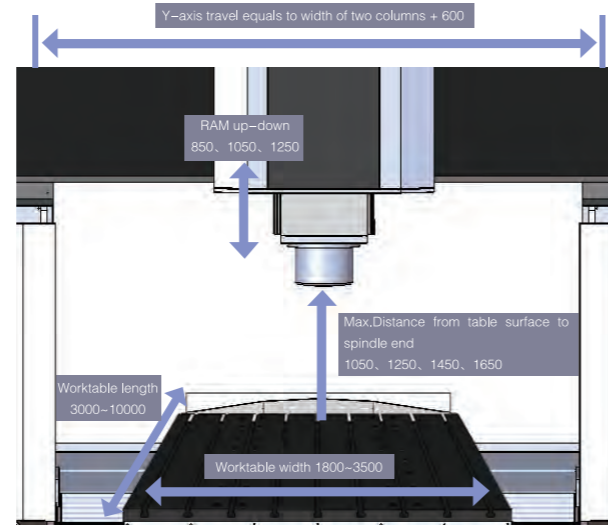 Y-axis travel equals to width of two columns + 600
RAM up-down
850、1050、1250
Max,Distance from table surface to
spindle end
1050、1250、1450、1650
Worktable length
3000~10000
Worktable width 1800~3500